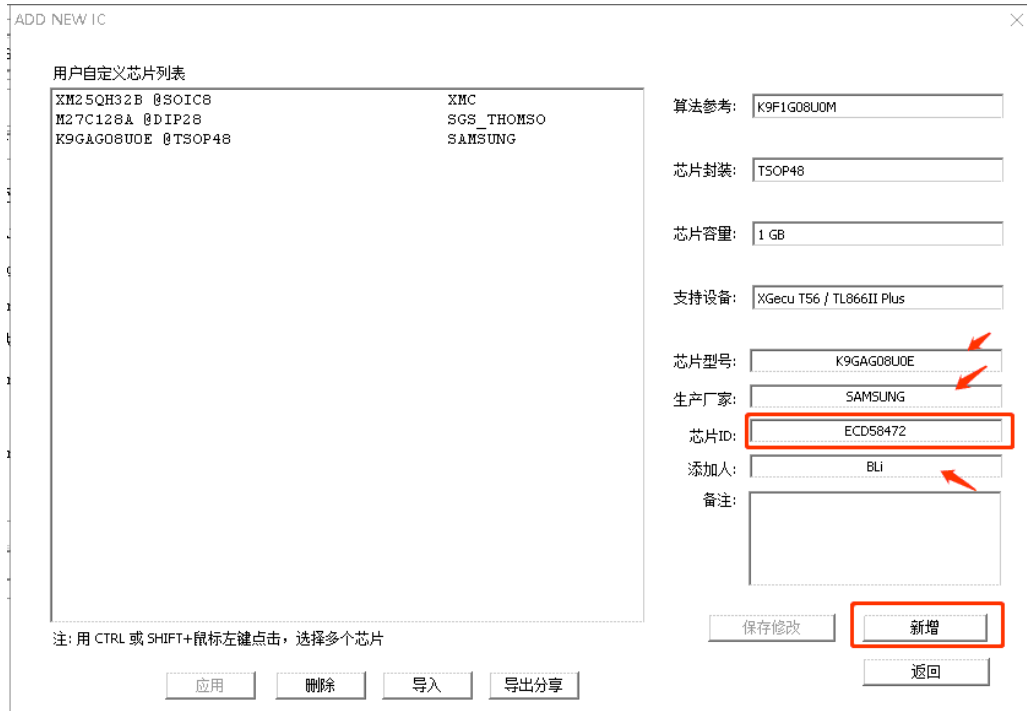 ADD NEW IC
用户自定义芯片列表
XM25QH32B @SOIC8 XMC
M27C128A @DIP28 SGS_THOMSO
K9GAG08U0E @TSOP48 SAMSUNG
算法参考: K9F1G08U0M
芯片封装: TSOP48
芯片容量: 1 GB
支持设备: XGecu T56 / TL866II Plus
芯片型号: K9GAG08U0E
生产厂家: SAMSUNG
芯片ID: ECD58472
添加人: BLi
备注:
注: 用 CTRL 或 SHIFT+鼠标左键点击，选择多个芯片
保存修改 新增
应用 删除 导入 导出分享 返回